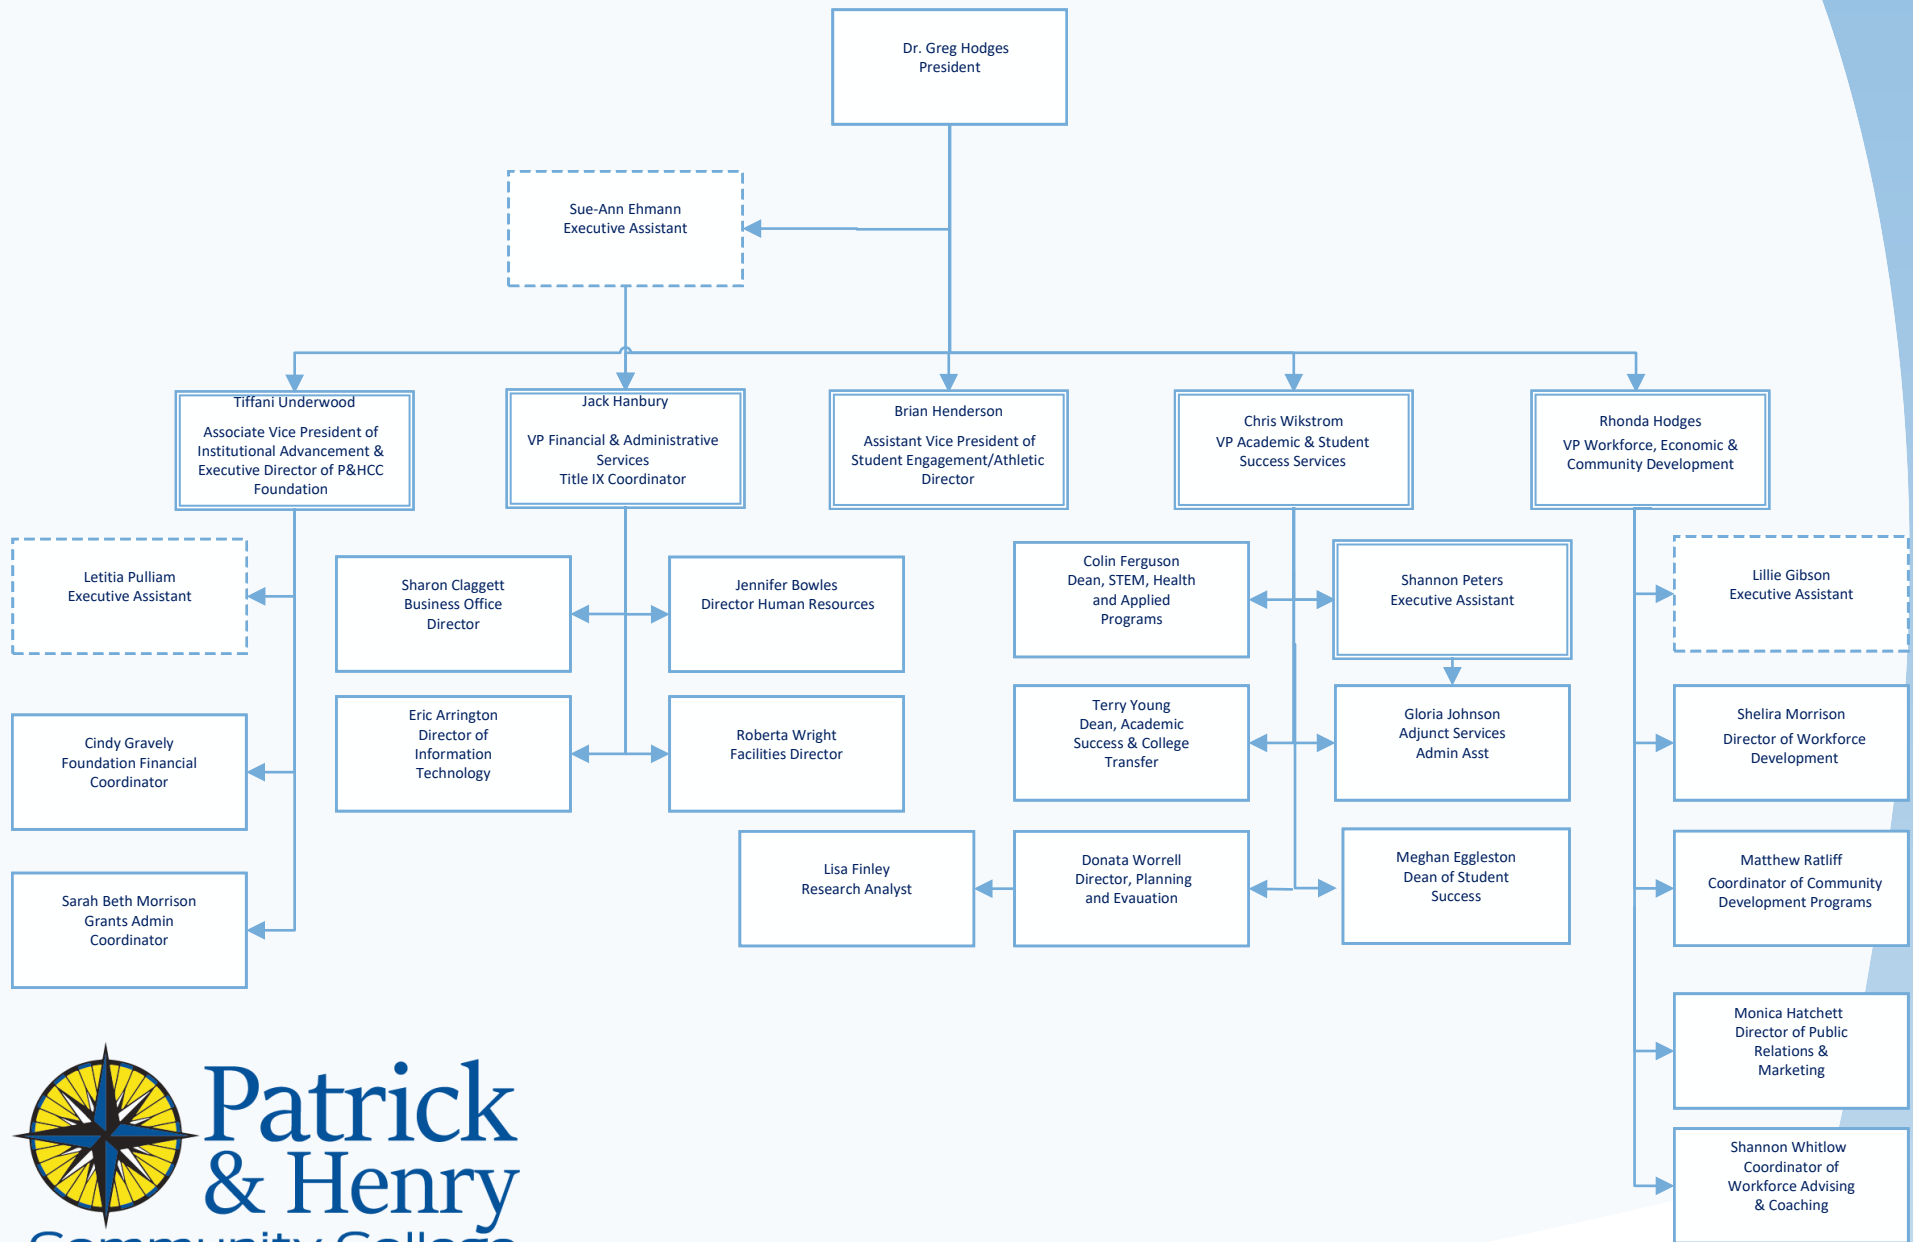 Dr. Greg Hodges
President
Sue-Ann Ehmann
Executive Assistant
Tiffani Underwood
Associate Vice President of
Institutional Advancement &
Executive Director of P&HCC
Foundation
Jack Hanbury
VP Financial & Administrative
Services
Title IX Coordinator
Brian Henderson
Assistant Vice President of
Student Engagement/Athletic
Director
Chris Wikstrom
VP Academic & Student
Success Services
Rhonda Hodges
VP Workforce, Economic &
Community Development
Letitia Pulliam
Executive Assistant
Cindy Gravely
Foundation Financial
Coordinator
Sarah Beth Morrison
Grants Admin
Coordinator
Sharon Claggett
Business Office
Director
Jennifer Bowles
Director Human Resources
Eric Arrington
Director of
Information
Technology
Roberta Wright
Facilities Director
Colin Ferguson
Dean, STEM, Health
and Applied
Programs
Shannon Peters
Executive Assistant
Terry Young
Dean, Academic
Success & College
Transfer
Gloria Johnson
Adjunct Services
Admin Asst
Lisa Finley
Research Analyst
Donata Worrell
Director, Planning
and Evauation
Meghan Eggleston
Dean of Student
Success
Lillie Gibson
Executive Assistant
Shelira Morrison
Director of Workforce
Development
Matthew Ratliff
Coordinator of Community
Development Programs
Monica Hatchett
Director of Public
Relations &
Marketing
Shannon Whitlow
Coordinator of
Workforce Advising
& Coaching
Patrick
& Henry
Community College